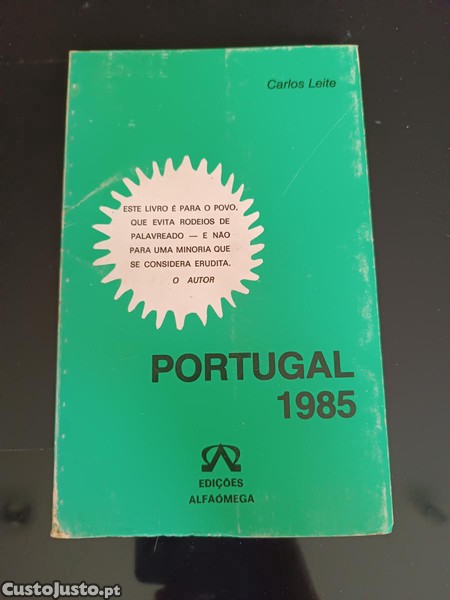 Carlos Leite
ESTE LIVRO É PARA O POVO,
QUE EVITA RODEIOS DE
PALAVREADO — E NÃO
PARA UMA MINORIA QUE
SE CONSIDERA ERUDITA.
O AUTOR
PORTUGAL
1985
EDIÇÕES
ALFAÓMEGA
CustoJusto.pt